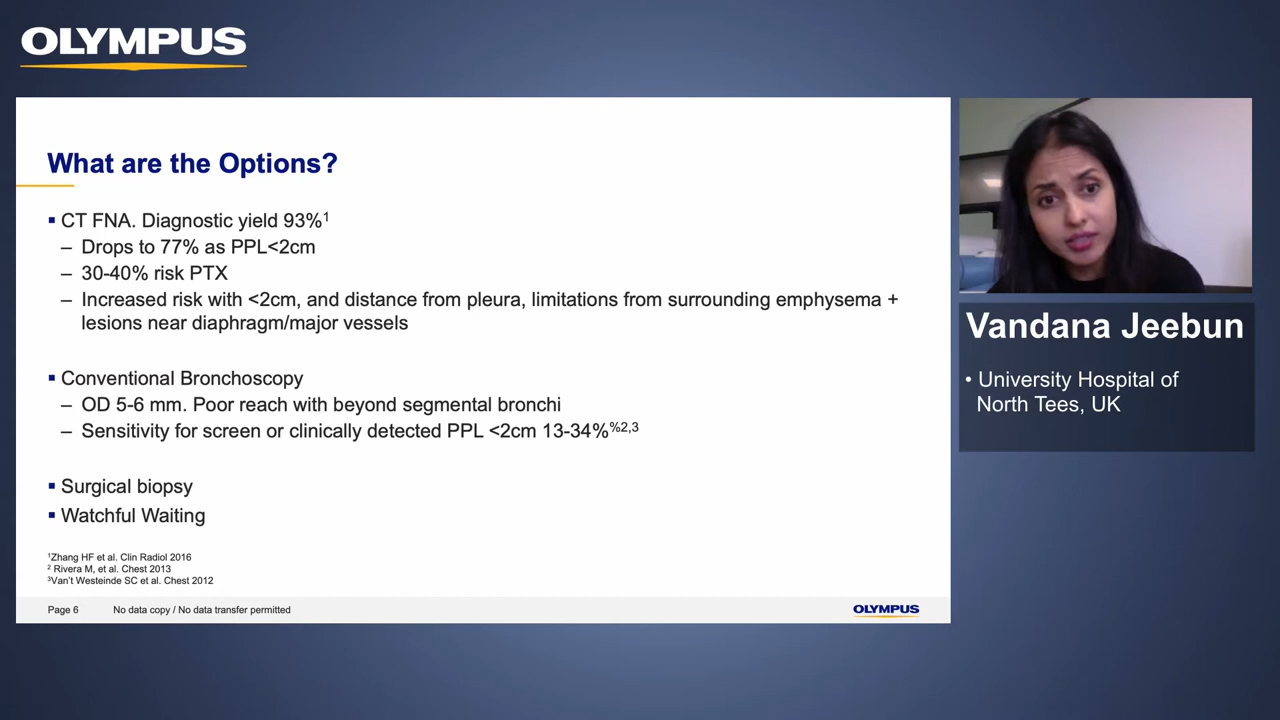 OLYMPUS
What are the Options?
▪ CT FNA. Diagnostic yield 93%¹
– Drops to 77% as PPL<2cm
– 30-40% risk PTX
– Increased risk with <2cm, and distance from pleura, limitations from surrounding emphysema +
lesions near diaphragm/major vessels
▪ Conventional Bronchoscopy
– OD 5-6 mm. Poor reach with beyond segmental bronchi
– Sensitivity for screen or clinically detected PPL <2cm 13-34%%2,3
▪ Surgical biopsy
▪ Watchful Waiting
¹Zhang HF et al. Clin Radiol 2016
² Rivera M, et al. Chest 2013
³Van’t Westeinde SC et al. Chest 2012
Page 6 No data copy / No data transfer permitted
OLYMPUS
Vandana Jeebun
• University Hospital of
North Tees, UK